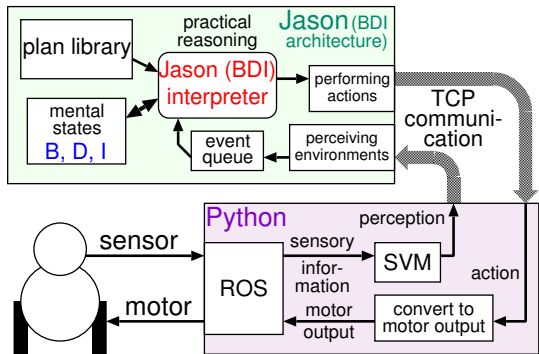 practical
reasoning
Jason (BDI
architecture)
plan library
Jason (BDI)
interpreter
performing
actions
mental
states
B, D, I
event
queue
perceiving
environments
TCP
communi-
cation
Python
perception
sensor
sensory
infor-
mation
SVM
action
ROS
motor
motor
output
convert to
motor output